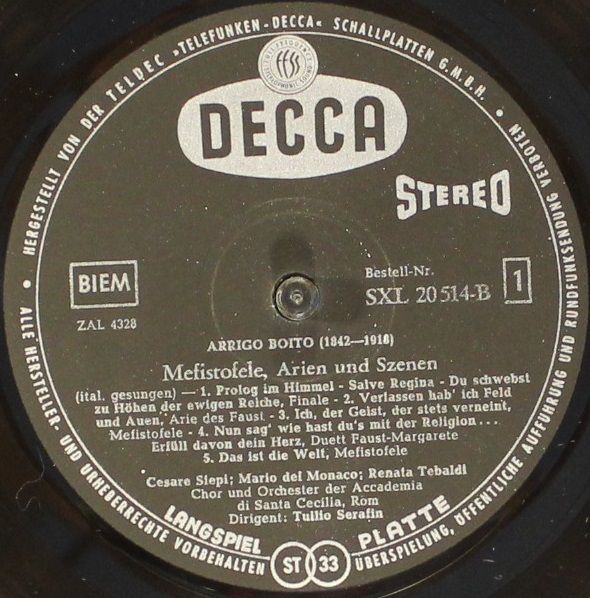 HERGESTELLT VON DER TELDEC »TELEFUNKEN-DECCA« SCHALLPLATTEN G.M.B.H.
ffss
DECCA
STEREO
BIEM
ZAL 4328
Bestell-Nr.
SXL 20 514-B
1
ARRIGO BOITO (1842—1918)
Mefistofele, Arien und Szenen
(ital. gesungen) — 1. Prolog im Himmel - Salve Regina - Du schwebst
zu Höhen der ewigen Reiche, Finale - 2. Verlassen hab' ich Feld
und Auen, Arie des Faust - 3. Ich, der Geist, der stets verneint,
Mefistofele - 4. Nun sag' wie hast du's mit der Religion . . .
Erfüll davon dein Herz, Duett Faust-Margarete
5. Das ist die Welt, Mefistofele
Cesare Siepi; Mario del Monaco; Renata Tebaldi
Chor und Orchester der Accademia
di Santa Cecilia, Rom
Dirigent: Tullio Serafin
LANGSPIEL PLATTE
ST 33
ALLE HERSTELLER- UND URHEBERRECHTE VORBEHALTEN
ÜBERSPIELUNG, ÖFFENTLICHE AUFFÜHRUNG UND RUNDFUNKSENDUNG VERBOTEN